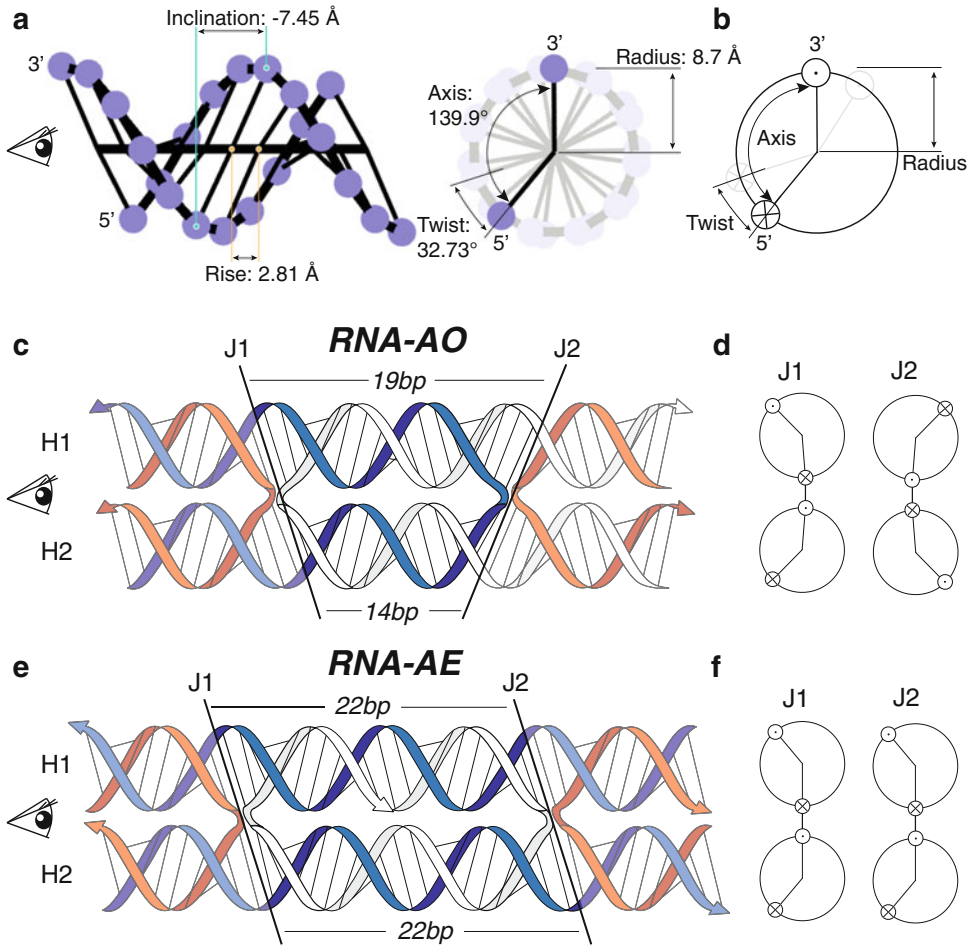 a
Inclination: -7.45 Å
3’
5’
Rise: 2.81 Å
3’
Radius: 8.7 Å
Axis:
139.9°
Twist:
32.73°
5’
b
3’
Axis
Radius
Twist
5’
c
RNA-AO
J1
J2
19bp
H1
H2
14bp
d
J1
J2
e
RNA-AE
J1
J2
22bp
H1
H2
22bp
f
J1
J2